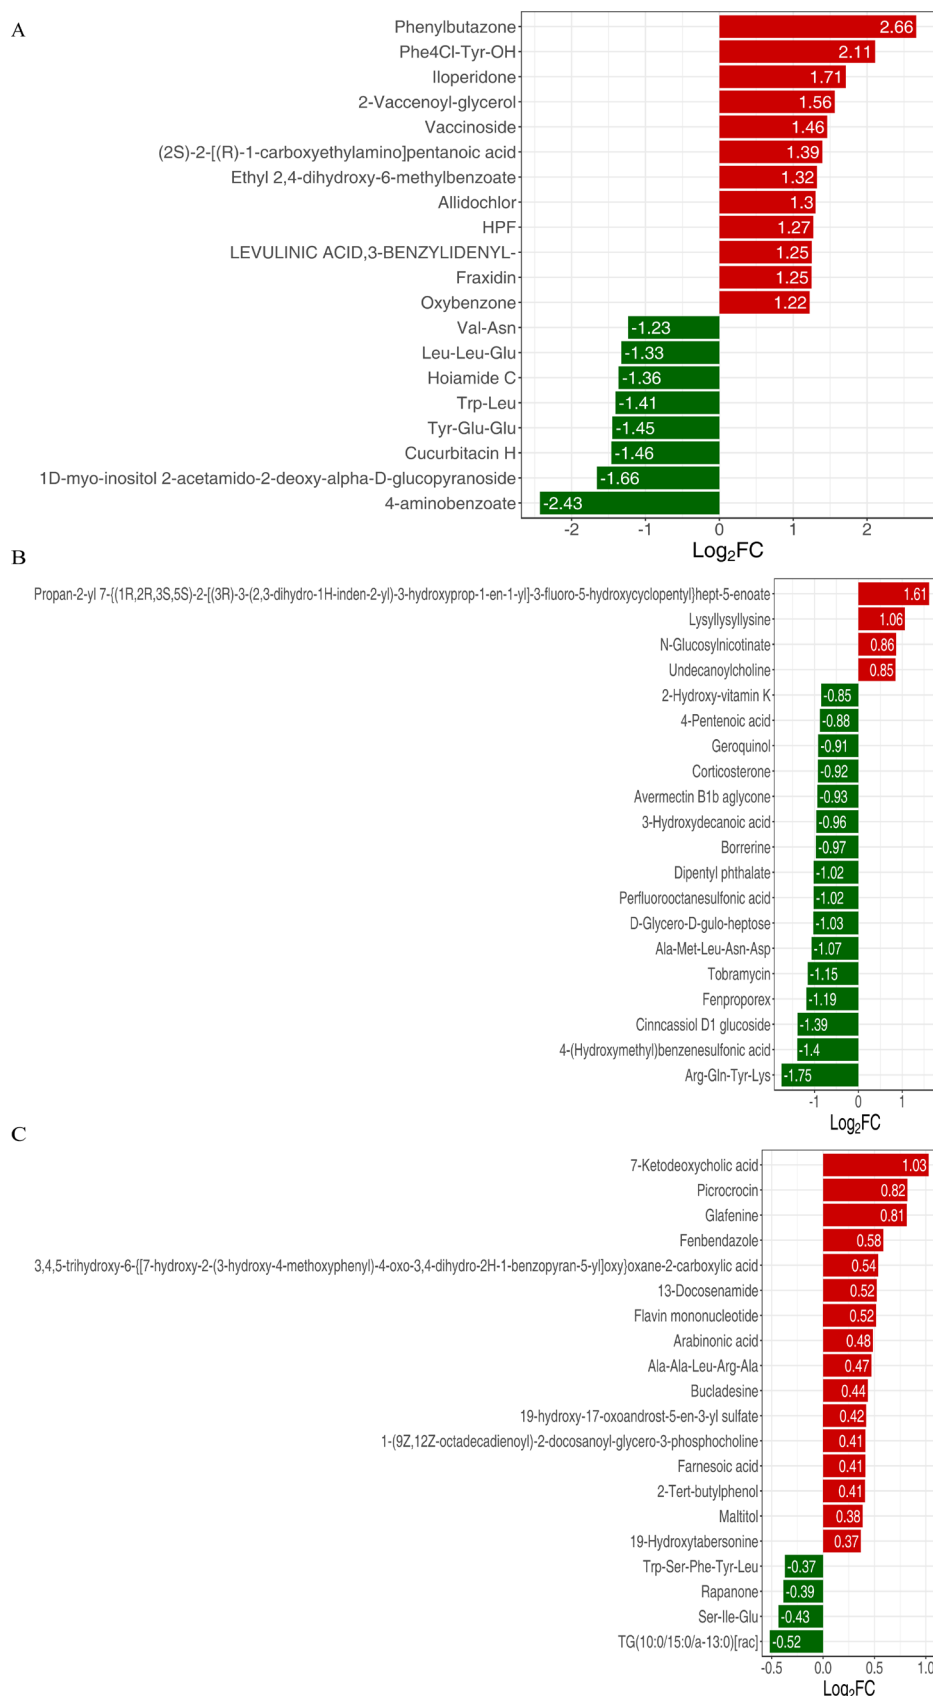 A
Phenylbutazone 2.66
Phe4Cl-Tyr-OH 2.11
Iloperidone 1.71
2-Vaccenoyl-glycerol 1.56
Vaccinoside 1.46
(2S)-2-[(R)-1-carboxyethylamino]pentanoic acid 1.39
Ethyl 2,4-dihydroxy-6-methylbenzoate 1.32
Allidochlor 1.3
HPF 1.27
LEVULINIC ACID,3-BENZYLIDENYL- 1.25
Fraxidin 1.25
Oxybenzone 1.22
Val-Asn -1.23
Leu-Leu-Glu -1.33
Hoiamide C -1.36
Trp-Leu -1.41
Tyr-Glu-Glu -1.45
Cucurbitacin H -1.46
1D-myo-inositol 2-acetamido-2-deoxy-alpha-D-glucopyranoside -1.66
4-aminobenzoate -2.43
-2 -1 0 1 2
Log2FC
B
Propan-2-yl 7-{(1R,2R,3S,5S)-2-[(3R)-3-(2,3-dihydro-1H-inden-2-yl)-3-hydroxyprop-1-en-1-yl]-3-fluoro-5-hydroxycyclopentyl}hept-5-enoate 1.61
Lysyllysyllysine 1.06
N-Glucosylnicotinate 0.86
Undecanoylcholine 0.85
2-Hydroxy-vitamin K -0.85
4-Pentenoic acid -0.88
Geroquinol -0.91
Corticosterone -0.92
Avermectin B1b aglycone -0.93
3-Hydroxydecanoic acid -0.96
Borrerine -0.97
Dipentyl phthalate -1.02
Perfluorooctanesulfonic acid -1.02
D-Glycero-D-gulo-heptose -1.03
Ala-Met-Leu-Asn-Asp -1.07
Tobramycin -1.15
Fenproporex -1.19
Cinncassiol D1 glucoside -1.39
4-(Hydroxymethyl)benzenesulfonic acid -1.4
Arg-Gln-Tyr-Lys -1.75
-1 0 1
Log2FC
C
7-Ketodeoxycholic acid 1.03
Picrocrocin 0.82
Glafenine 0.81
Fenbendazole 0.58
3,4,5-trihydroxy-6-{[7-hydroxy-2-(3-hydroxy-4-methoxyphenyl)-4-oxo-3,4-dihydro-2H-1-benzopyran-5-yl]oxy}oxane-2-carboxylic acid 0.54
13-Docosenamide 0.52
Flavin mononucleotide 0.52
Arabinonic acid 0.48
Ala-Ala-Leu-Arg-Ala 0.47
Bucladesine 0.44
19-hydroxy-17-oxoandrost-5-en-3-yl sulfate 0.42
1-(9Z,12Z-octadecadienoyl)-2-docosanoyl-glycero-3-phosphocholine 0.41
Farnesoic acid 0.41
2-Tert-butylphenol 0.41
Maltitol 0.38
19-Hydroxytabersonine 0.37
Trp-Ser-Phe-Tyr-Leu -0.37
Rapanone -0.39
Ser-Ile-Glu -0.43
TG(10:0/15:0/a-13:0)[rac] -0.52
-0.5 0.0 0.5 1.0
Log2FC